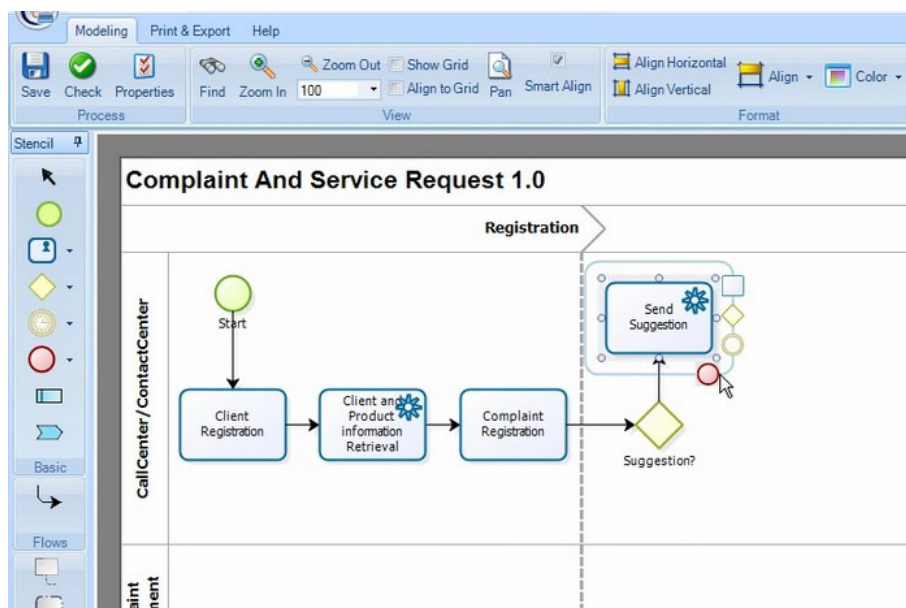 Modeling Print & Export Help
Zoom Out Show Grid Align Horizontal
Save Check Properties Find Zoom In 100 Align to Grid Pan Smart Align Align Vertical Align Color
Process View Format
Stencil
Complaint And Service Request 1.0
Registration
CallCenter/ContactCenter
Start
Send
Suggestion
Client
Registration
Client and
Product
information
Retrieval
Complaint
Registration
Suggestion?
Basic
Flows